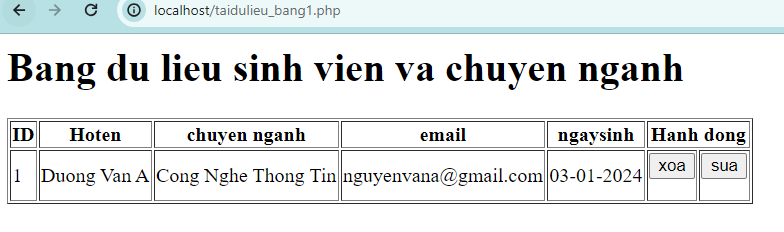 localhost/taidulieu_bang1.php
Bang du lieu sinh vien va chuyen nganh
ID Hoten chuyen nganh email ngaysinh Hanh dong
1 Duong Van A Cong Nghe Thong Tin nguyenvana@gmail.com 03-01-2024 xoa sua